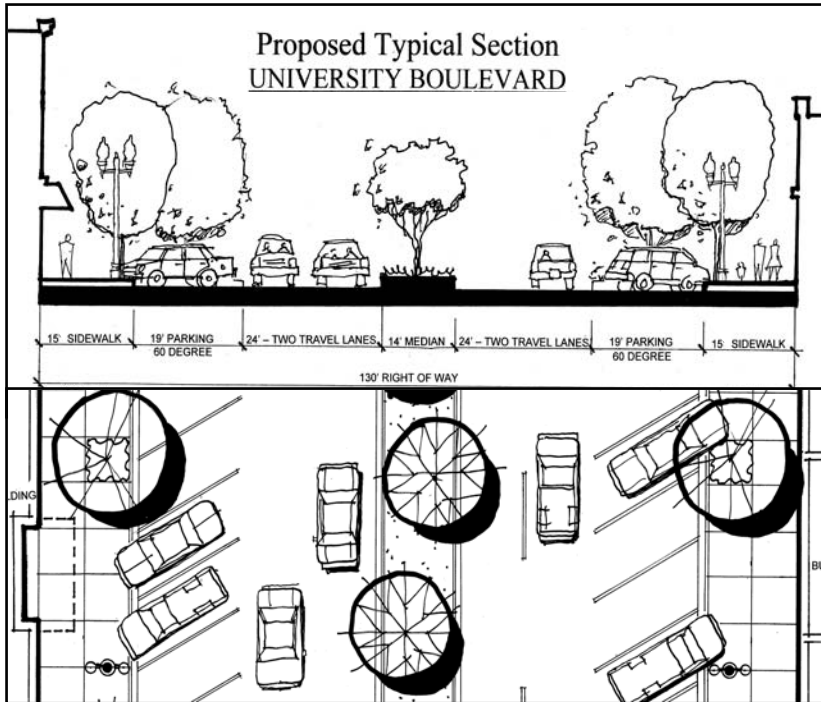 Proposed Typical Section
UNIVERSITY BOULEVARD
15' SIDEWALK
19' PARKING
60 DEGREE
24' – TWO TRAVEL LANES
14' MEDIAN
24' – TWO TRAVEL LANES
19' PARKING
60 DEGREE
15' SIDEWALK
130' RIGHT OF WAY
LDING
BU